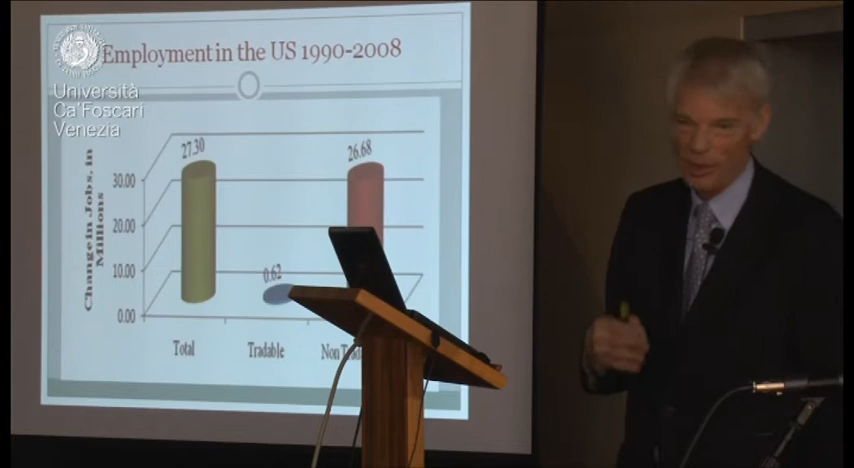 Employment in the US 1990-2008
Università
Ca'Foscari
Venezia
Change in Jobs, in
Millions
30.00
20.00
10.00
0.00
27.30
0.62
26.68
Total
Tradable
Non